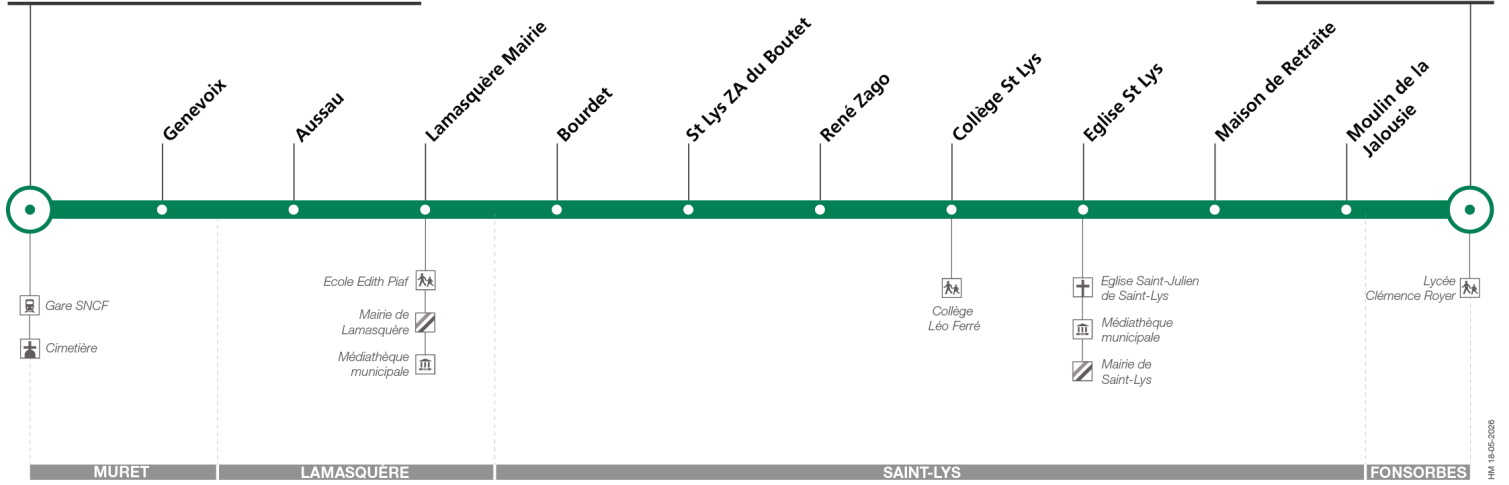 Genevoix
Aussau
Lamasquère Mairie
Bourdet
St Lys ZA du Boutet
René Zago
Collège St Lys
Eglise St Lys
Maison de Retraite
Moulin de la
Jalousie
Gare SNCF
Cimetière
Ecole Edith Piaf
Mairie de
Lamasquère
Médiathèque
municipale
Collège
Léo Ferré
Eglise Saint-Julien
de Saint-Lys
Médiathèque
municipale
Mairie de
Saint-Lys
Lycée
Clémence Royer
MURET
LAMASQUÈRE
SAINT-LYS
FONSORBES
HM 18-05-2026